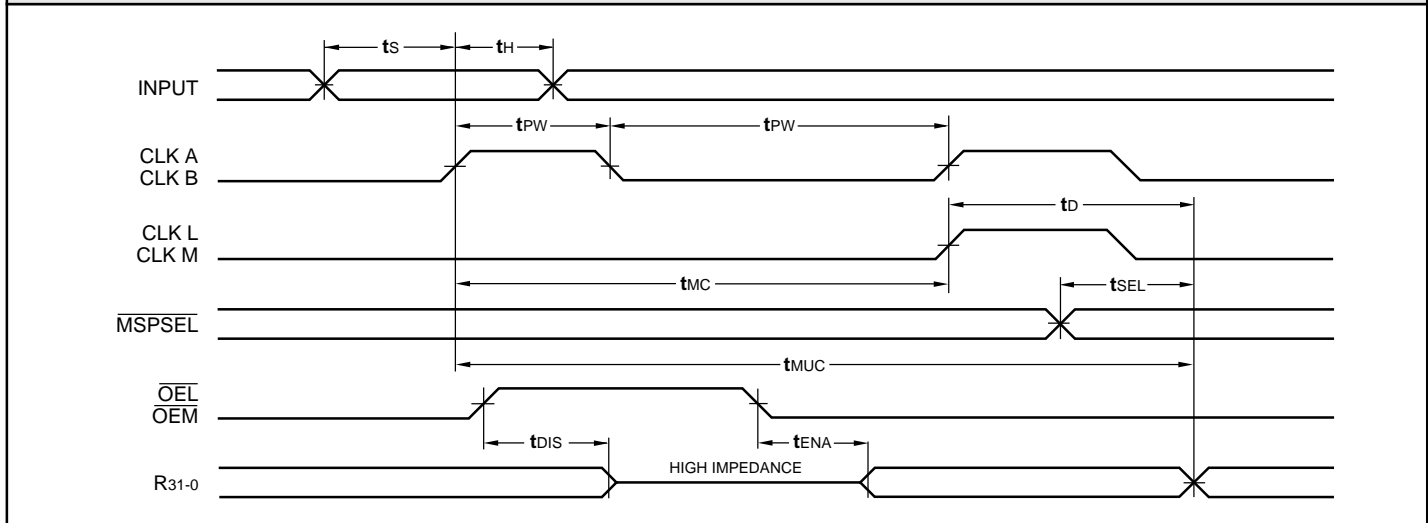 tS tH
INPUT
tPW tPW
CLK A
CLK B
tD
CLK L
CLK M
tMC tSEL
MSPSEL
tMUC
OEL
OEM
tDIS tENA
HIGH IMPEDANCE
R31-0